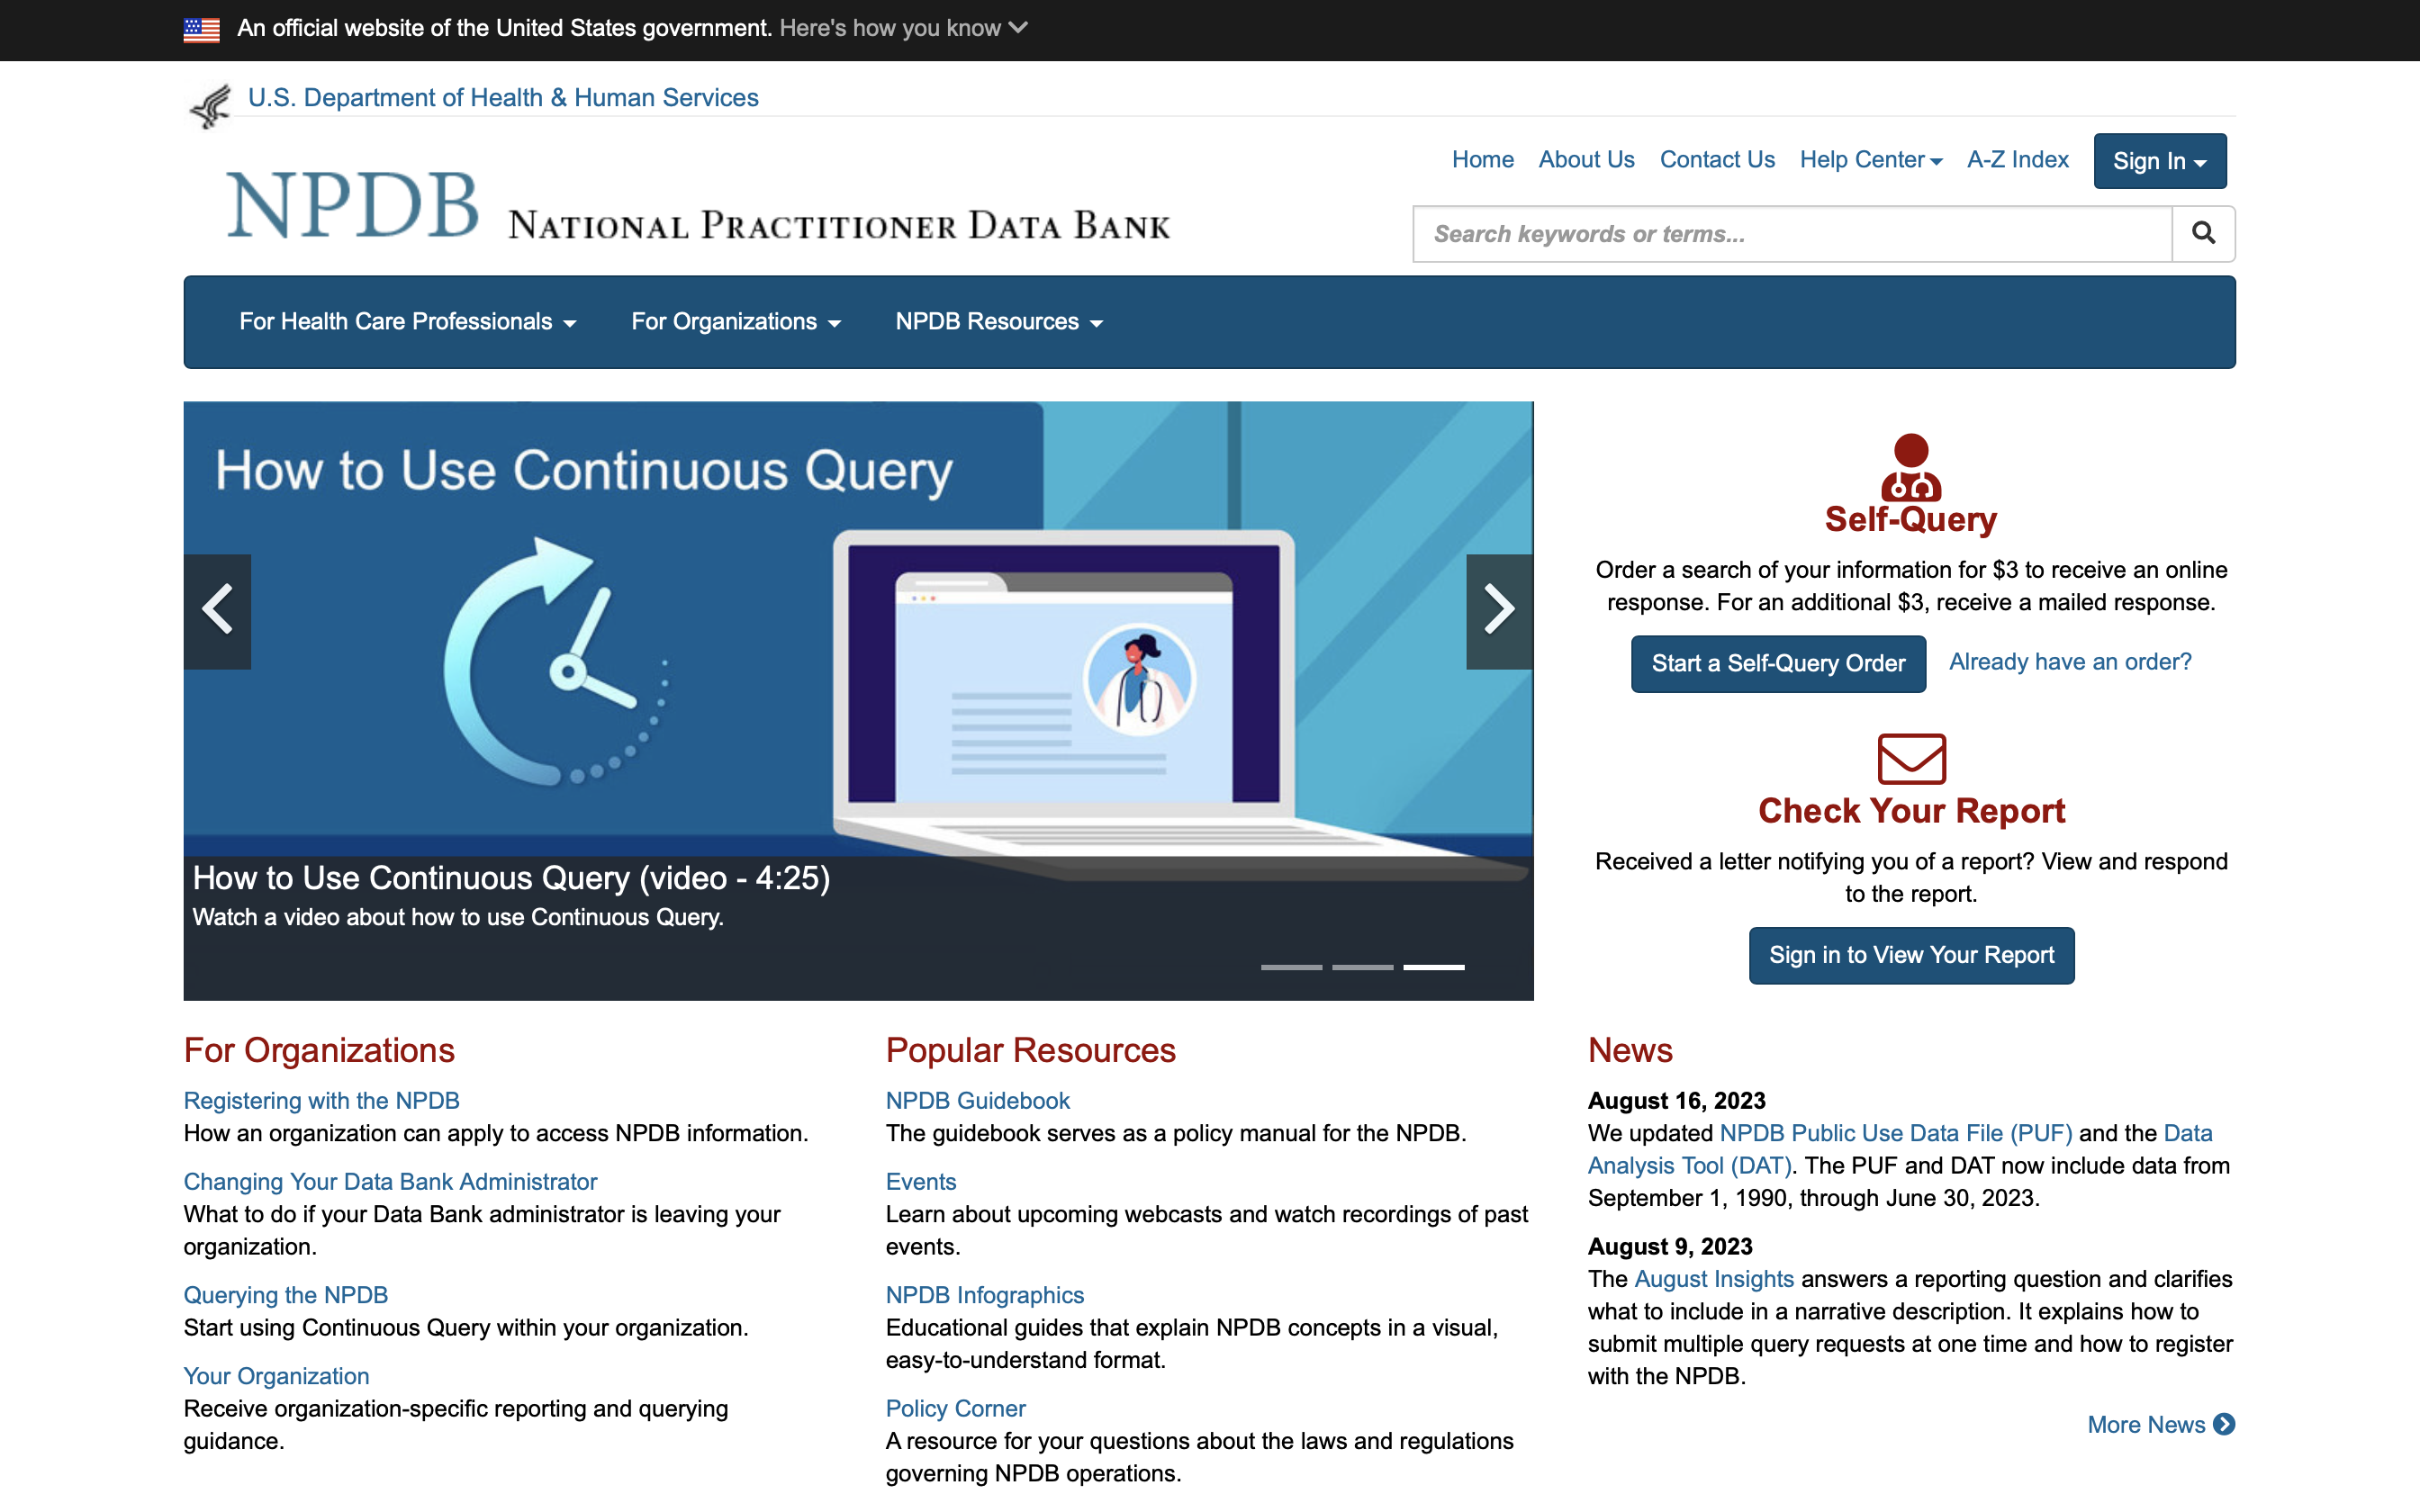 An official website of the United States government. Here's how you know
U.S. Department of Health & Human Services
Home About Us Contact Us Help Center A-Z Index Sign In
NPDB National Practitioner Data Bank
Search keywords or terms...
For Health Care Professionals For Organizations NPDB Resources
How to Use Continuous Query
How to Use Continuous Query (video - 4:25)
Watch a video about how to use Continuous Query.
Self-Query
Order a search of your information for $3 to receive an online
response. For an additional $3, receive a mailed response.
Start a Self-Query Order Already have an order?
Check Your Report
Received a letter notifying you of a report? View and respond
to the report.
Sign in to View Your Report
For Organizations
Registering with the NPDB
How an organization can apply to access NPDB information.
Changing Your Data Bank Administrator
What to do if your Data Bank administrator is leaving your
organization.
Querying the NPDB
Start using Continuous Query within your organization.
Your Organization
Receive organization-specific reporting and querying
guidance.
Popular Resources
NPDB Guidebook
The guidebook serves as a policy manual for the NPDB.
Events
Learn about upcoming webcasts and watch recordings of past
events.
NPDB Infographics
Educational guides that explain NPDB concepts in a visual,
easy-to-understand format.
Policy Corner
A resource for your questions about the laws and regulations
governing NPDB operations.
News
August 16, 2023
We updated NPDB Public Use Data File (PUF) and the Data
Analysis Tool (DAT). The PUF and DAT now include data from
September 1, 1990, through June 30, 2023.
August 9, 2023
The August Insights answers a reporting question and clarifies
what to include in a narrative description. It explains how to
submit multiple query requests at one time and how to register
with the NPDB.
More News